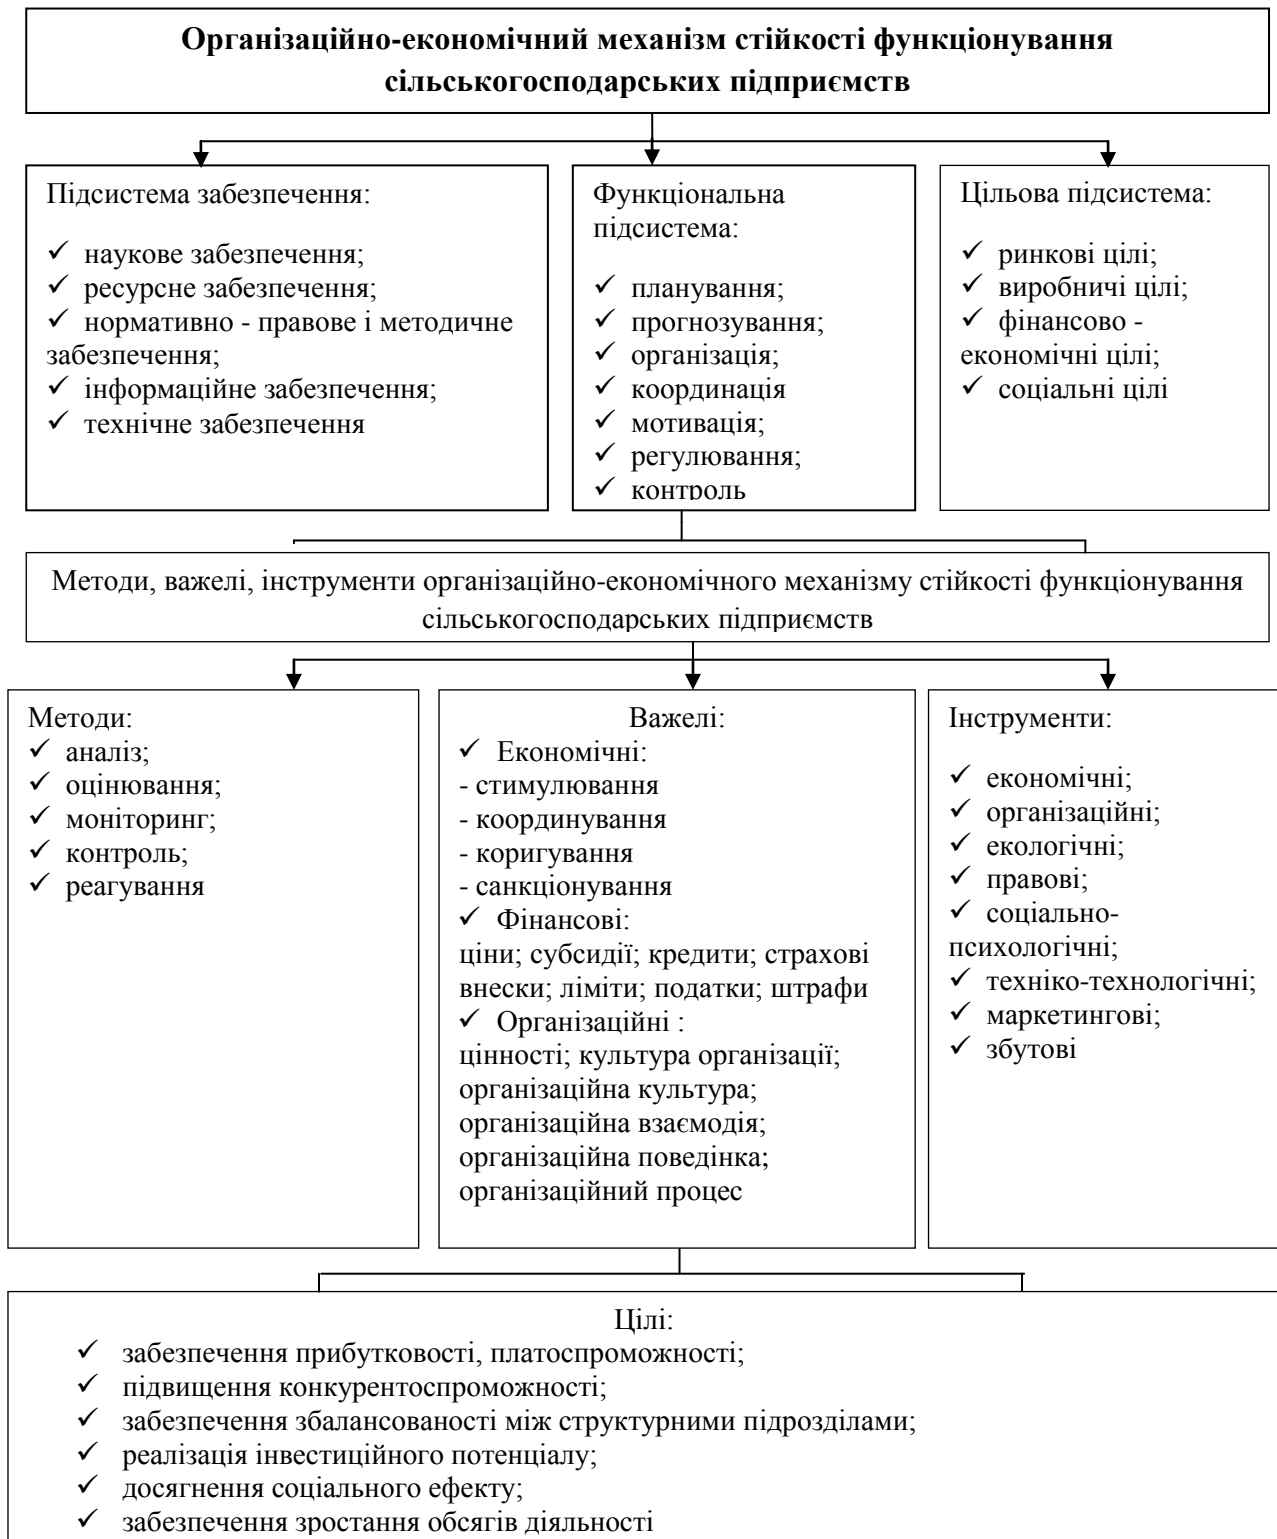 Організаційно-економічний механізм стійкості функціонування
сільськогосподарських підприємств
Підсистема забезпечення:
✓ наукове забезпечення;
✓ ресурсне забезпечення;
✓ нормативно - правове і методичне
забезпечення;
✓ інформаційне забезпечення;
✓ технічне забезпечення
Функціональна
підсистема:
✓ планування;
✓ прогнозування;
✓ організація;
✓ координація
✓ мотивація;
✓ регулювання;
✓ контроль
Цільова підсистема:
✓ ринкові цілі;
✓ виробничі цілі;
✓ фінансово -
економічні цілі;
✓ соціальні цілі
Методи, важелі, інструменти організаційно-економічного механізму стійкості функціонування
сільськогосподарських підприємств
Методи:
✓ аналіз;
✓ оцінювання;
✓ моніторинг;
✓ контроль;
✓ реагування
Важелі:
✓ Економічні:
- стимулювання
- координування
- коригування
- санкціонування
✓ Фінансові:
ціни; субсидії; кредити; страхові
внески; ліміти; податки; штрафи
✓ Організаційні :
цінності; культура організації;
організаційна культура;
організаційна взаємодія;
організаційна поведінка;
організаційний процес
Інструменти:
✓ економічні;
✓ організаційні;
✓ екологічні;
✓ правові;
✓ соціально-
психологічні;
✓ техніко-технологічні;
✓ маркетингові;
✓ збутові
Цілі:
✓ забезпечення прибутковості, платоспроможності;
✓ підвищення конкурентоспроможності;
✓ забезпечення збалансованості між структурними підрозділами;
✓ реалізація інвестиційного потенціалу;
✓ досягнення соціального ефекту;
✓ забезпечення зростання обсягів діяльності